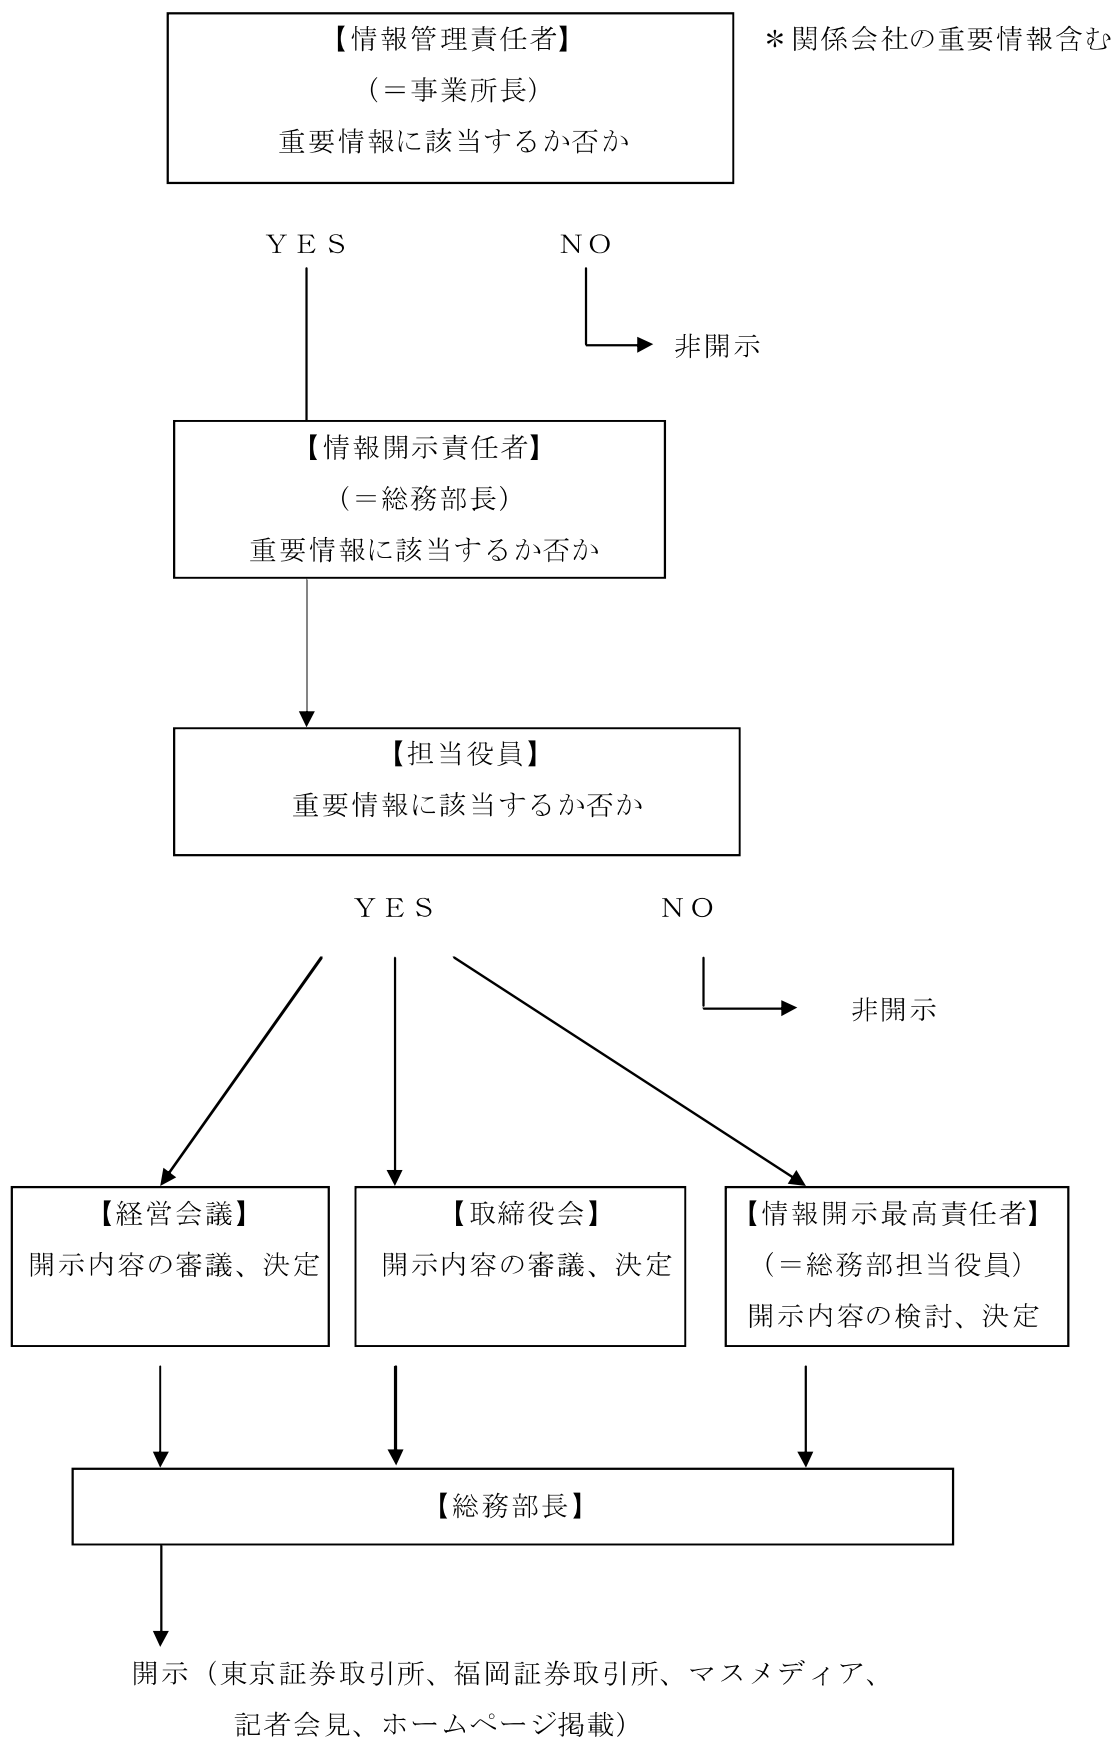 【情報管理責任者】
＊関係会社の重要情報含む
（＝事業所長）
重要情報に該当するか否か
ＹＥＳ
ＮＯ
非開示
【情報開示責任者】
（＝総務部長）
重要情報に該当するか否か
【担当役員】
重要情報に該当するか否か
ＹＥＳ
ＮＯ
非開示
【経営会議】
開示内容の審議、決定
【取締役会】
開示内容の審議、決定
【情報開示最高責任者】
（＝総務部担当役員）
開示内容の検討、決定
【総務部長】
開示（東京証券取引所、福岡証券取引所、マスメディア、
記者会見、ホームページ掲載）